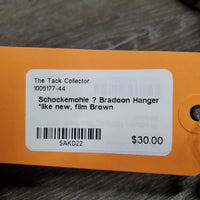 The Tack Collector
1005177-44
Schockemohle ? Bradoon Hanger
*like new, film Brown
$30.00
5AKD22